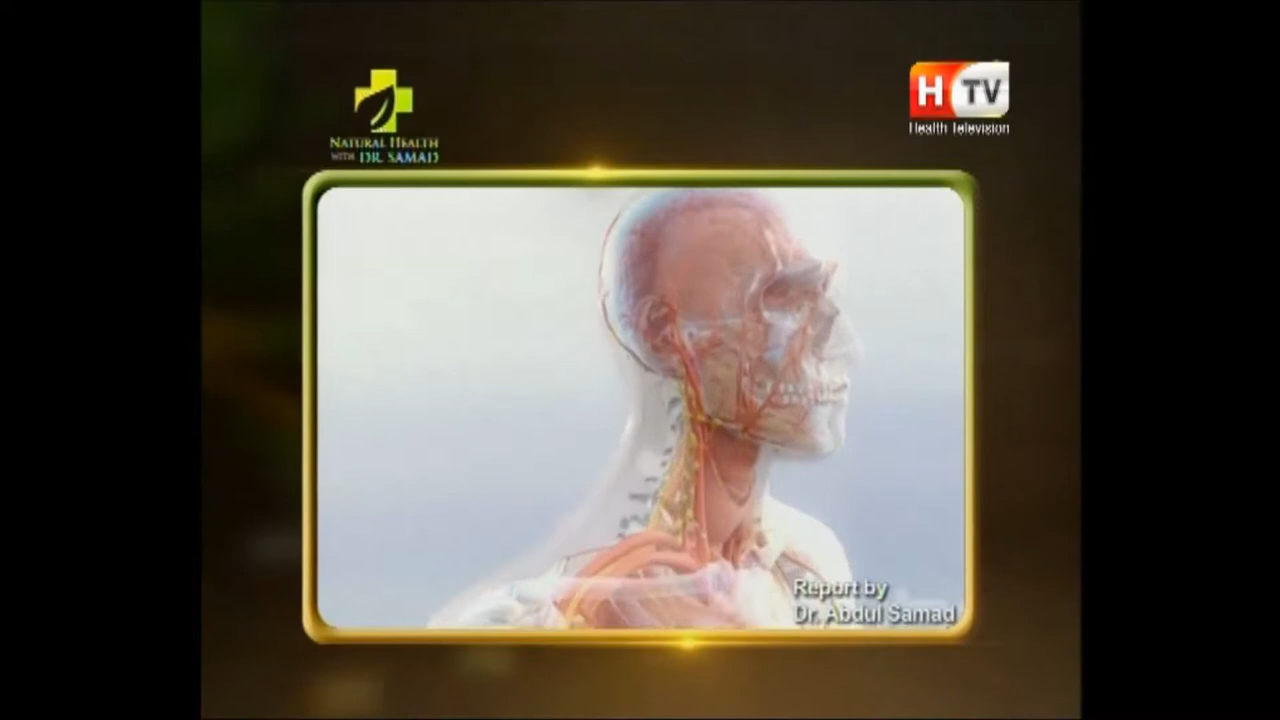 H TV
Health Television
NATURAL HEALTH
WITH DR. SAMAD
Report by
Dr. Abdul Samad